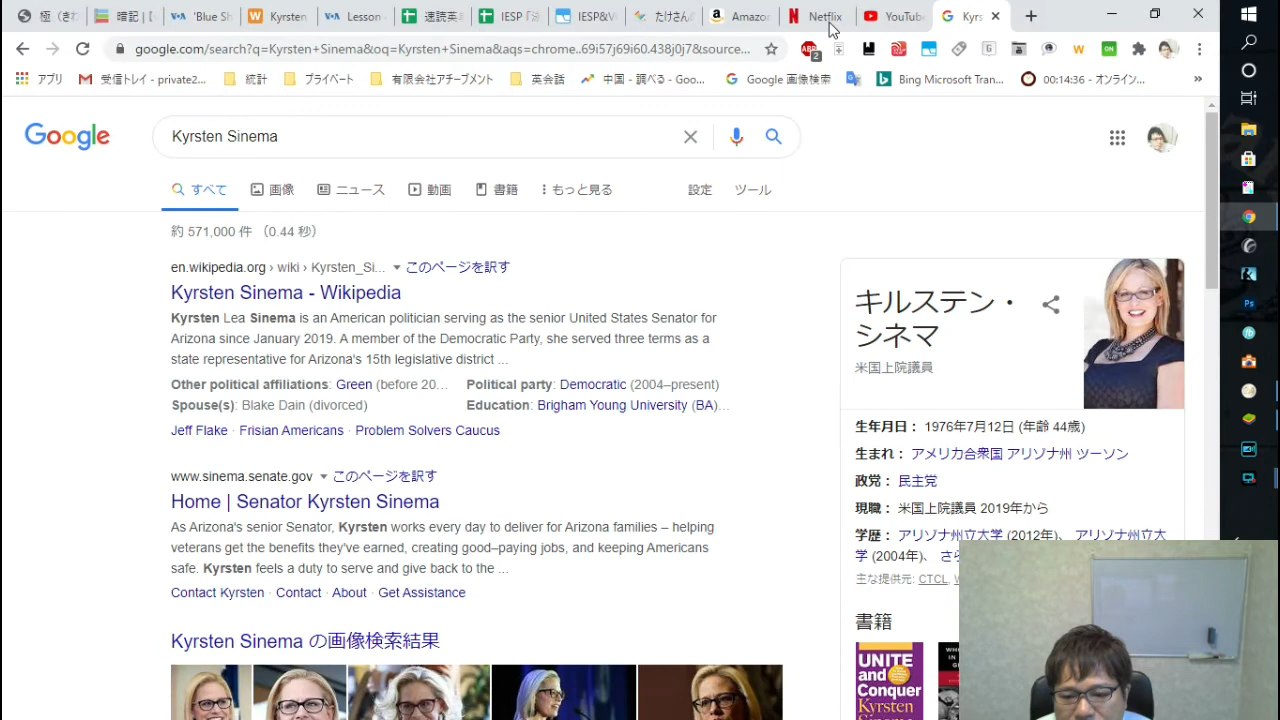 極 (き
暗記 | 【
VOA 'Blue Sh
W Kyrsten
VOA Lesson
速読英
IESP 「
IESP&V
たけさん
Amazor
Netflix
YouTub
Kyrs
google.com/search?q=Kyrsten+Sinema&oq=Kyrsten+Sinema&aqs=chrome..69i57j69i60.438j0j7&source...
ABP
2
G
W
ON
アプリ
受信トレイ - private2...
統計
プライベート
有限会社アチーブメント
英会話
中国 - 調べる - Goo...
Google 画像検索
Bing Microsoft Tran...
00:14:36 - オンライン...
»
Google
Kyrsten Sinema
すべて
画像
ニュース
動画
書籍
もっと見る
設定
ツール
約 571,000 件 （0.44 秒）
en.wikipedia.org › wiki › Kyrsten_Si... ▼ このページを訳す
Kyrsten Sinema - Wikipedia
Kyrsten Lea Sinema is an American politician serving as the senior United States Senator for
Arizona since January 2019. A member of the Democratic Party, she served three terms as a
state representative for Arizona's 15th legislative district ...
Other political affiliations: Green (before 20...
Political party: Democratic (2004–present)
Spouse(s): Blake Dain (divorced)
Education: Brigham Young University (BA)...
Jeff Flake · Frisian Americans · Problem Solvers Caucus
www.sinema.senate.gov ▼ このページを訳す
Home | Senator Kyrsten Sinema
As Arizona's senior Senator, Kyrsten works every day to deliver for Arizona families – helping
veterans get the benefits they've earned, creating good–paying jobs, and keeping Americans
safe. Kyrsten feels a duty to serve and give back to the ...
Contact Kyrsten · Contact · About · Get Assistance
Kyrsten Sinema の画像検索結果
キルステン・
シネマ
米国上院議員
生年月日： 1976年7月12日 (年齢 44歳)
生まれ： アメリカ合衆国 アリゾナ州 ツーソン
政党： 民主党
現職： 米国上院議員 2019年から
学歴： アリゾナ州立大学 (2012年)、 アリゾナ州立大
学 (2004年)、 さら
主な提供元: CTCL,
書籍
UNITE
and
Conquer
Kyrsten
Sinema
Ps